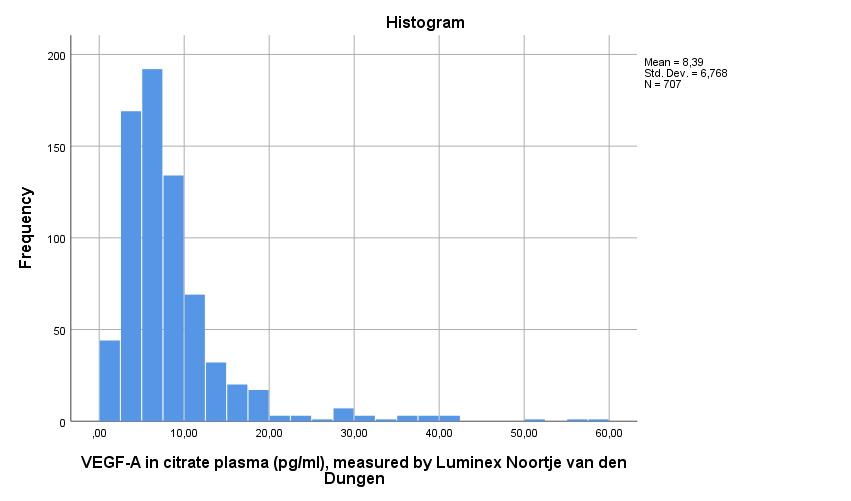 Histogram
Mean = 8,39
Std. Dev. = 6,768
N = 707
200
150
100
50
0
Frequency
,00
10,00
20,00
30,00
40,00
50,00
60,00
VEGF-A in citrate plasma (pg/ml), measured by Luminex Noortje van den
Dungen